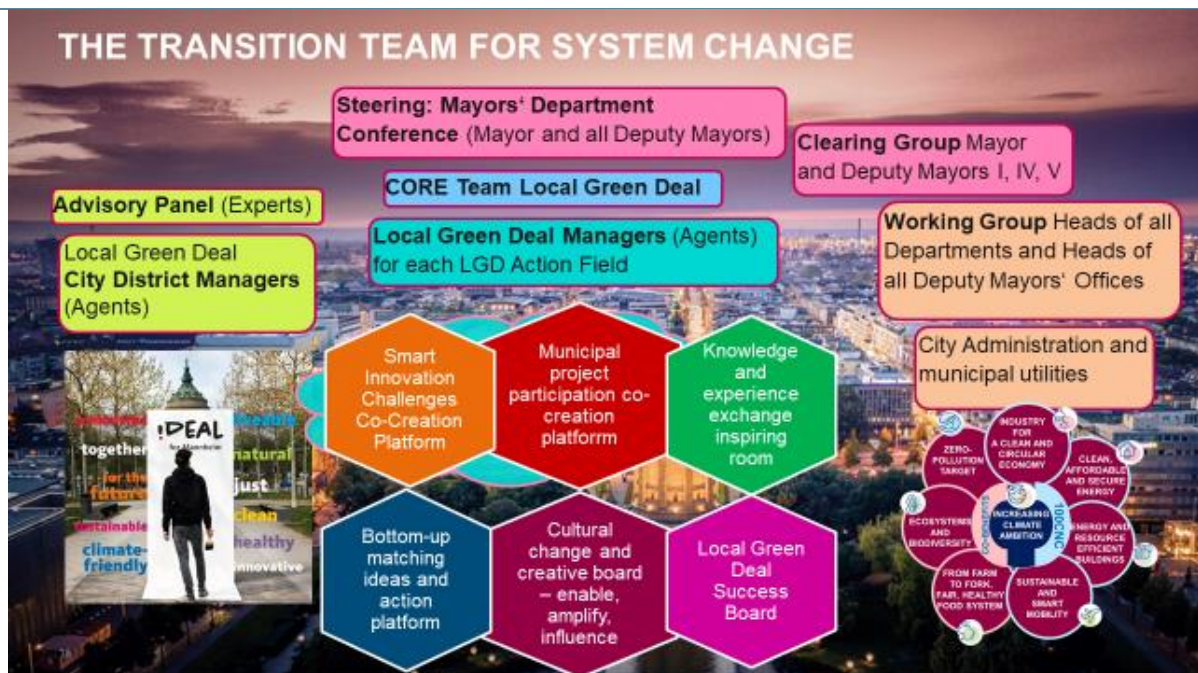 THE TRANSITION TEAM FOR SYSTEM CHANGE
Steering: Mayors' Department
Conference (Mayor and all Deputy Mayors)
Clearing Group Mayor
and Deputy Mayors I, IV, V
CORE Team Local Green Deal
Advisory Panel (Experts)
Working Group Heads of all
Departments and Heads of
all Deputy Mayors' Offices
Local Green Deal Managers (Agents)
for each LGD Action Field
Local Green Deal
City District Managers
(Agents)
City Administration and
municipal utilities
Smart
Innovation
Challenges
Co-Creation
Platform
Municipal
project
participation co-
creation
platforrm
Knowledge
and
experience
exchange
inspiring
room
Bottom-up
matching
ideas and
action
platform
Cultural
change and
creative board
– enable,
amplify,
influence
Local Green
Deal
Success
Board
!DEAL
for Mannheim
together
for the
future
sustainable
climate-
friendly
liveable
natural
just
clean
healthy
innovative
INDUSTRY
FOR
A CLEAN AND
CIRCULAR
ECONOMY
CLEAN,
AFFORDABLE
AND SECURE
ENERGY
ENERGY AND
RESOURCE
EFFICIENT
BUILDINGS
SUSTAINABLE
AND
SMART
MOBILITY
FROM FARM
TO FORK,
FAIR, HEALTHY
FOOD SYSTEM
ECOSYSTEMS
AND
BIODIVERSITY
ZERO-
POLLUTION
TARGET
INCREASING
CLIMATE
AMBITION